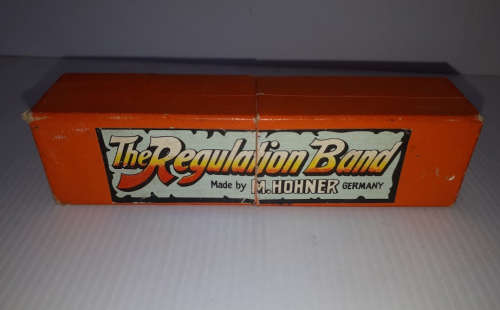 The Regulation Band
Made by M. HOHNER GERMANY